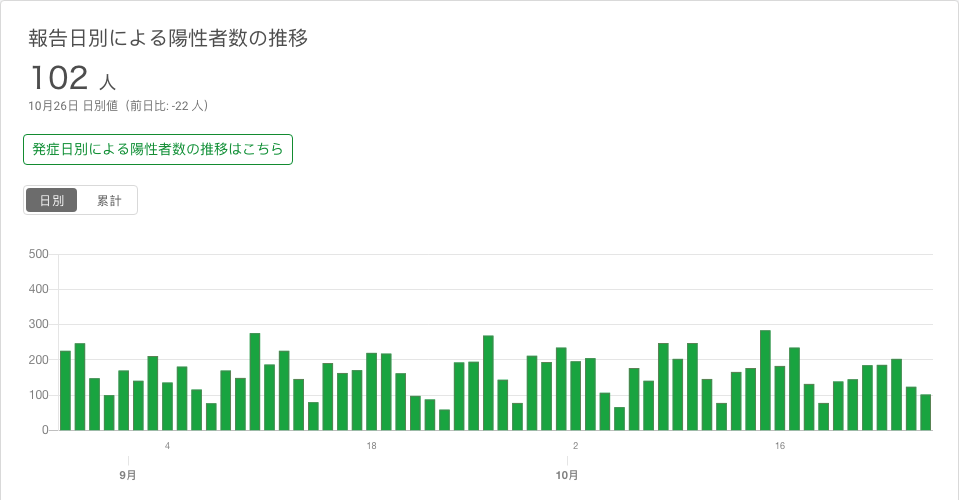 報告日別による陽性者数の推移
102 人
10月26日 日別値（前日比: -22 人）
発症日別による陽性者数の推移はこちら
日別 累計
500
400
300
200
100
0
4 18 2 16
9月 10月